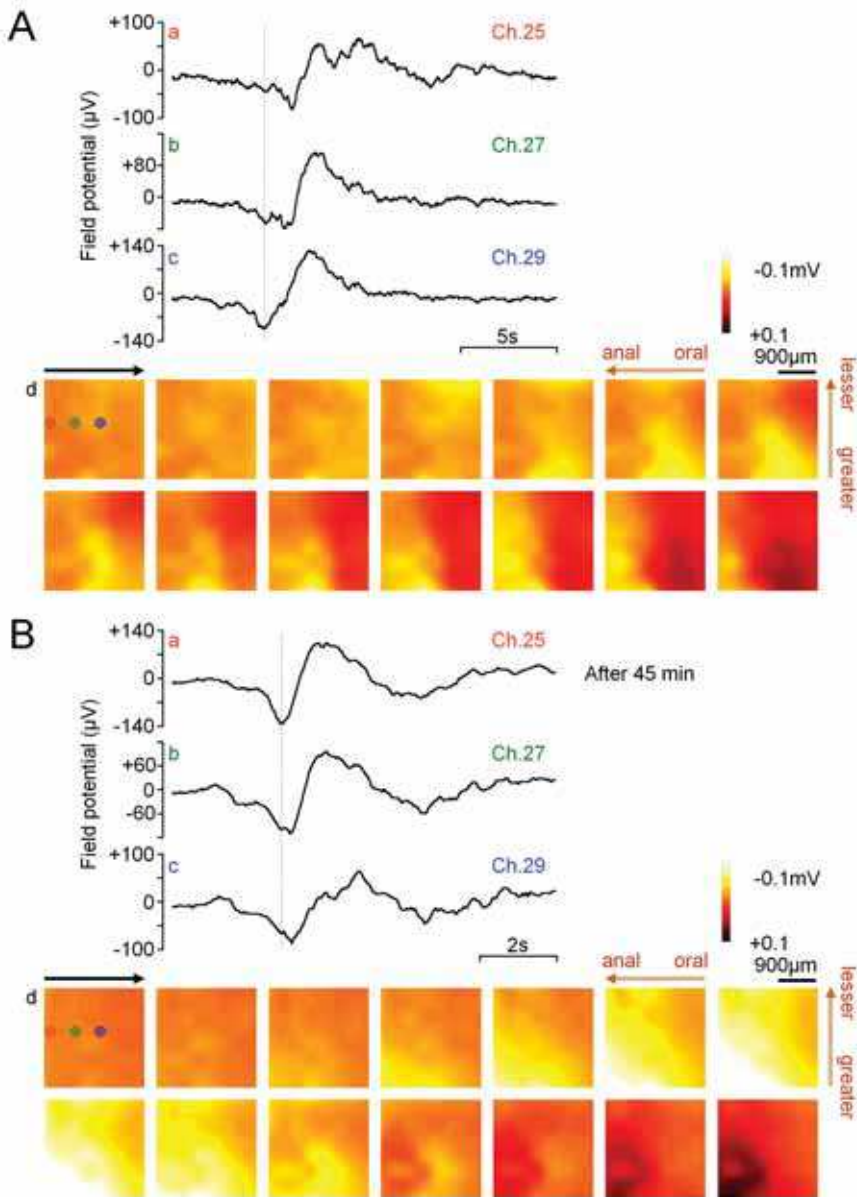 A
a
Ch.25
+100
0
-100
Field potential (µV)
b
Ch.27
+80
0
c
Ch.29
+140
0
-140
5s
-0.1mV
+0.1
900µm
anal oral
lesser
greater
d
B
a
Ch.25
After 45 min
+140
0
-140
Field potential (µV)
b
Ch.27
+60
0
-60
c
Ch.29
+100
0
-100
2s
-0.1mV
+0.1
900µm
anal oral
lesser
greater
d